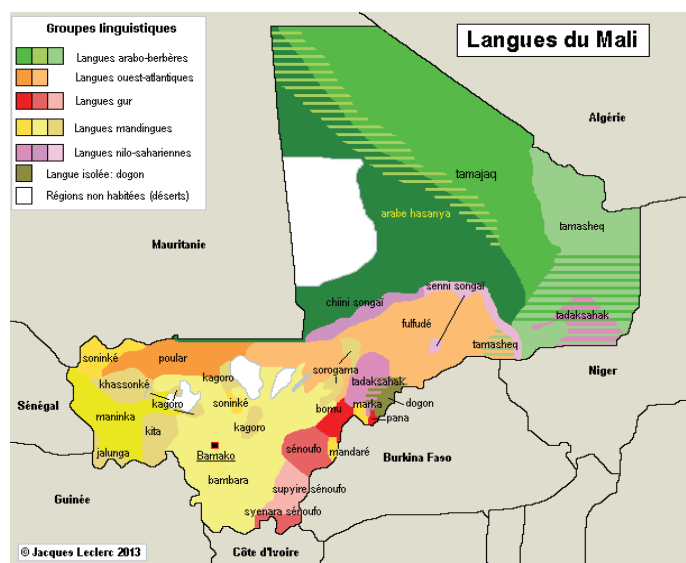 Groupes linguistiques
Langues arabo-berbères
Langues ouest-atlantiques
Langues gur
Langues mandingues
Langues nilo-sahariennes
Langue isolée: dogon
Régions non habitées (déserts)
Langues du Mali
Algérie
tamajaq
arabe hasanya
tamasheq
Mauritanie
senni songaï
chiini songaï
fulfudé
tadaksahak
tamasheq
Niger
soninké
poular
kagoro
sorogama
khassonké
tadaksahak
Sénégal
kagoro
soninké
marka
dogon
maninka
bomu
pana
kita
kagoro
jalunga
Bamako
sénoufo
mandaré
Burkina Faso
bambara
supyire sénoufo
Guinée
syenara sénoufo
© Jacques Leclerc 2013
Côte d'Ivoire